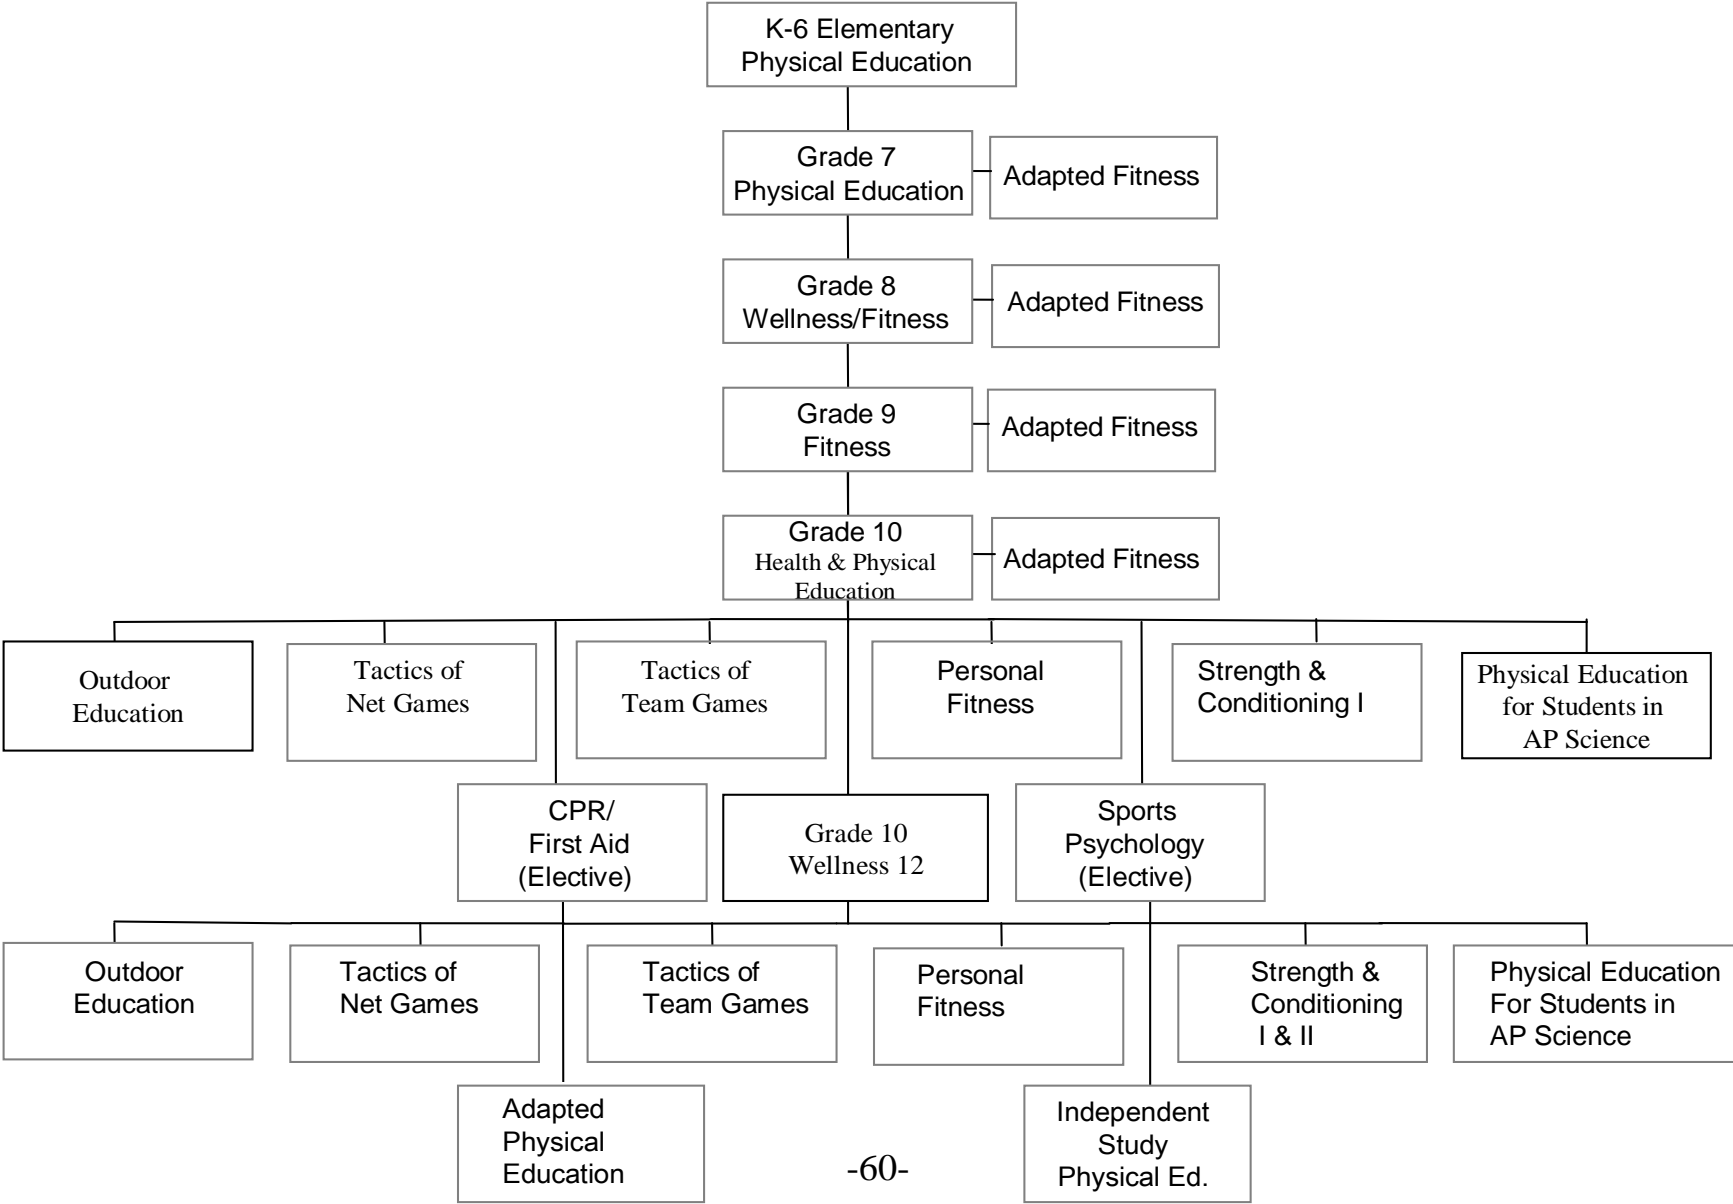 K-6 Elementary
Physical Education
Grade 7
Physical Education
Adapted Fitness
Grade 8
Wellness/Fitness
Adapted Fitness
Grade 9
Fitness
Adapted Fitness
Grade 10
Health & Physical
Education
Adapted Fitness
Outdoor
Education
Tactics of
Net Games
Tactics of
Team Games
Personal
Fitness
Strength &
Conditioning I
Physical Education
for Students in
AP Science
CPR/
First Aid
(Elective)
Grade 10
Wellness 12
Sports
Psychology
(Elective)
Outdoor
Education
Tactics of
Net Games
Tactics of
Team Games
Personal
Fitness
Strength &
Conditioning
I & II
Physical Education
For Students in
AP Science
Adapted
Physical
Education
Independent
Study
Physical Ed.
-60-